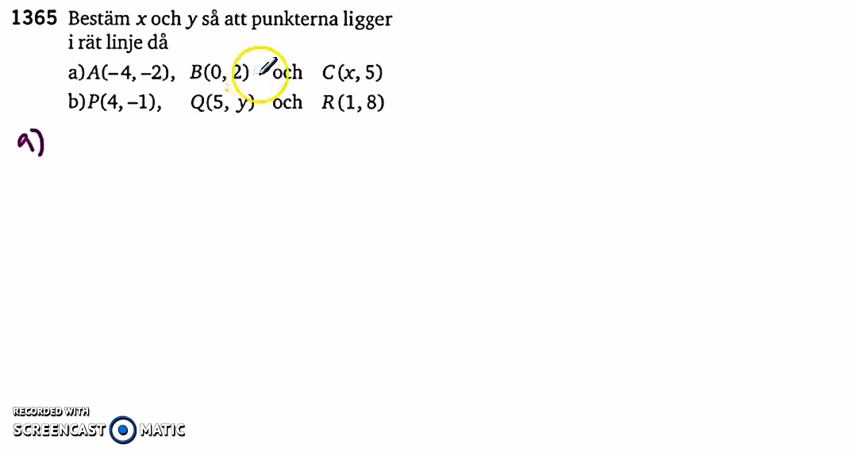 1365 Bestäm x och y så att punkterna ligger
i rät linje då
a) A(−4, −2), B(0, 2) och C(x, 5)
b) P(4, −1), Q(5, y) och R(1, 8)
a)
RECORDED WITH
SCREENCAST MATIC